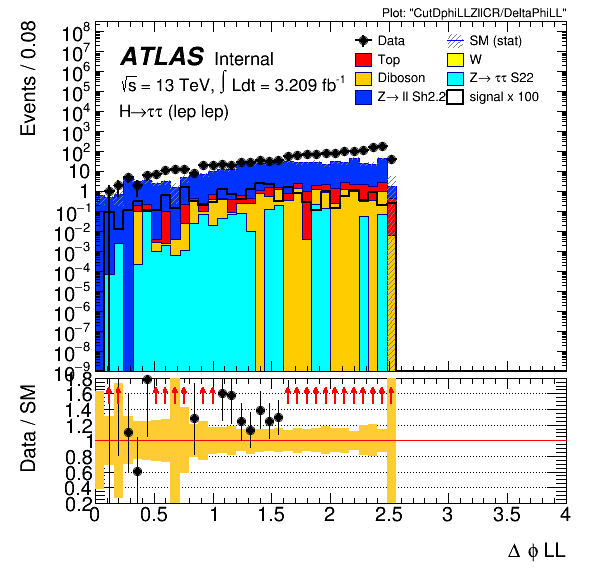 Plot: "CutDphiLLZllCR/DeltaPhiLL"
Events / 0.08
10⁸
10⁷
10⁶
10⁵
10⁴
10³
10²
10
1
10⁻¹
10⁻²
10⁻³
10⁻⁴
10⁻⁵
10⁻⁶
10⁻⁷
10⁻⁸
10⁻⁹
ATLAS Internal
√s = 13 TeV, ∫ Ldt = 3.209 fb⁻¹
H→ττ (lep lep)
Data SM (stat)
Top W
Diboson Z→ ττ S22
Z→ ll Sh2.2 signal x 100
Data / SM
1.8
1.6
1.4
1.2
1
0.8
0.6
0.4
0.2
0 0.5 1 1.5 2 2.5 3 3.5 4
Δ ϕ LL